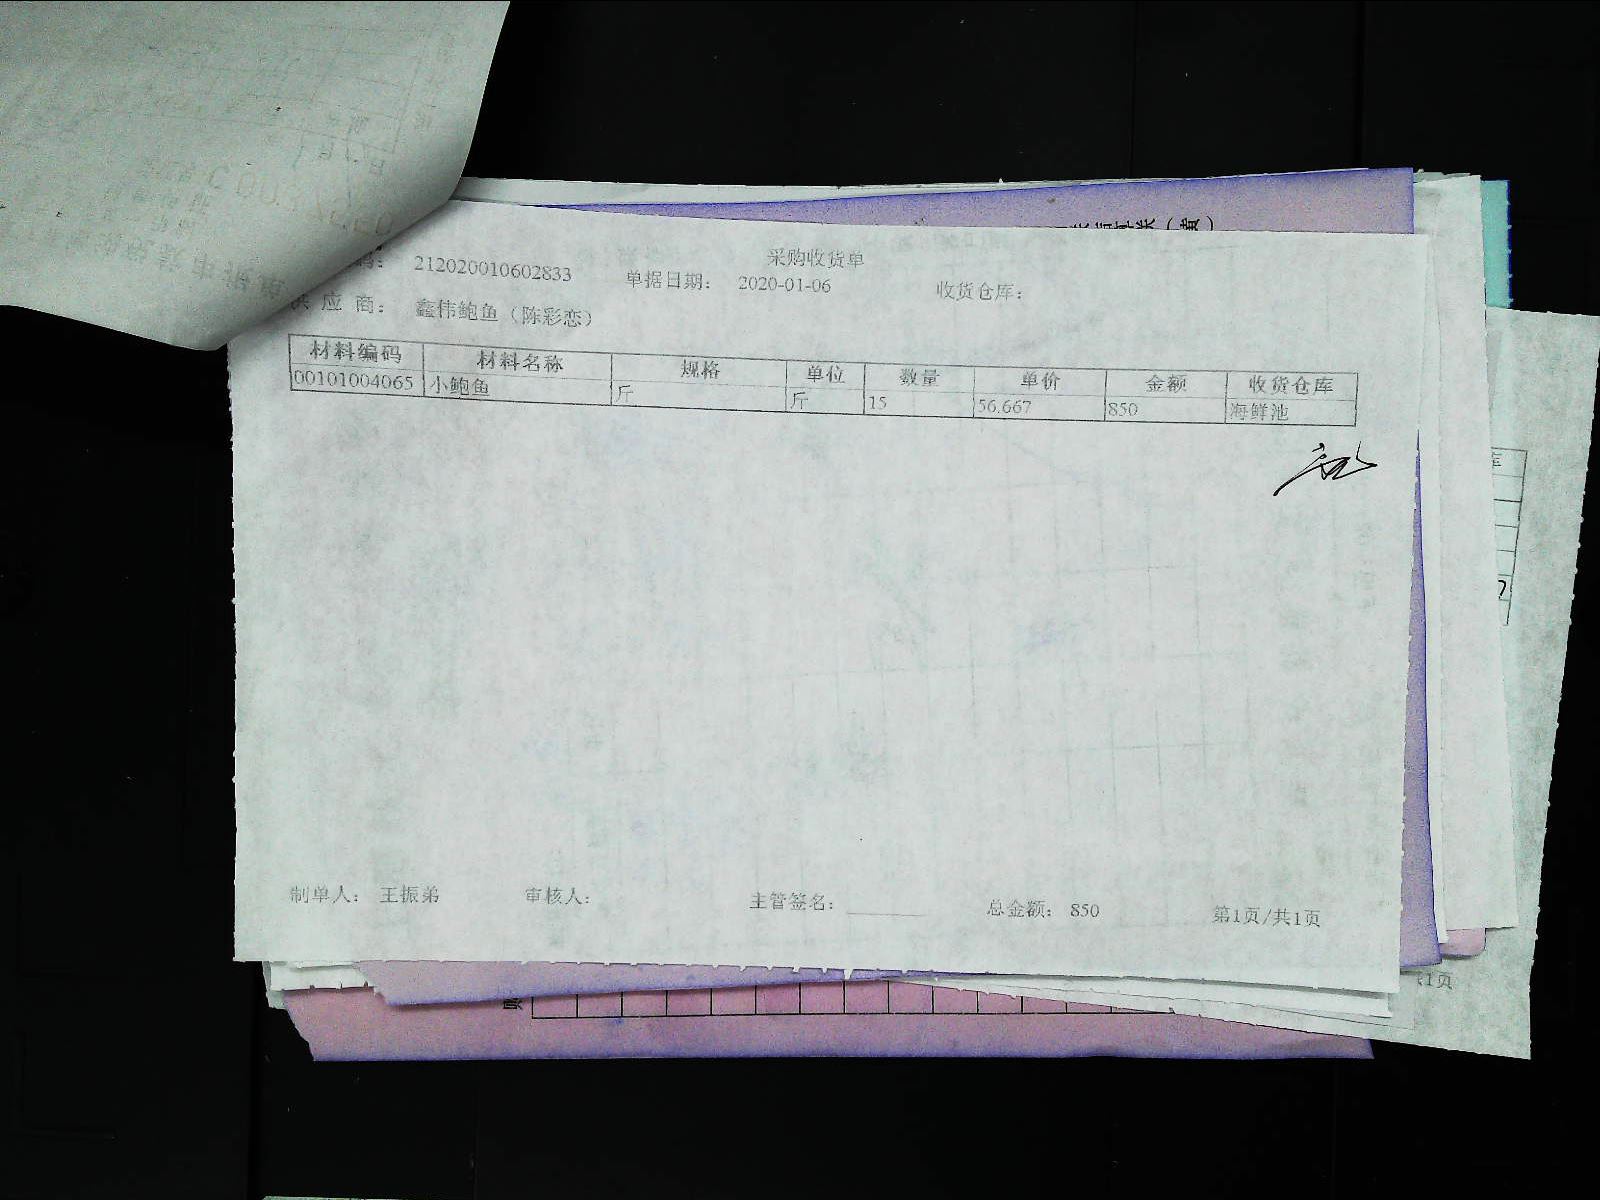 采购收货单
码： 212020010602833 单据日期： 2020-01-06 收货仓库：
供 应 商： 鑫伟鲍鱼（陈彩恋）
材料编码 材料名称 规格 单位 数量 单价 金额 收货仓库
00101004065 小鲍鱼 斤 斤 15 56.667 850 海鲜池
制单人： 王振弟 审核人： 主管签名： 总金额： 850 第1页/共1页
1页